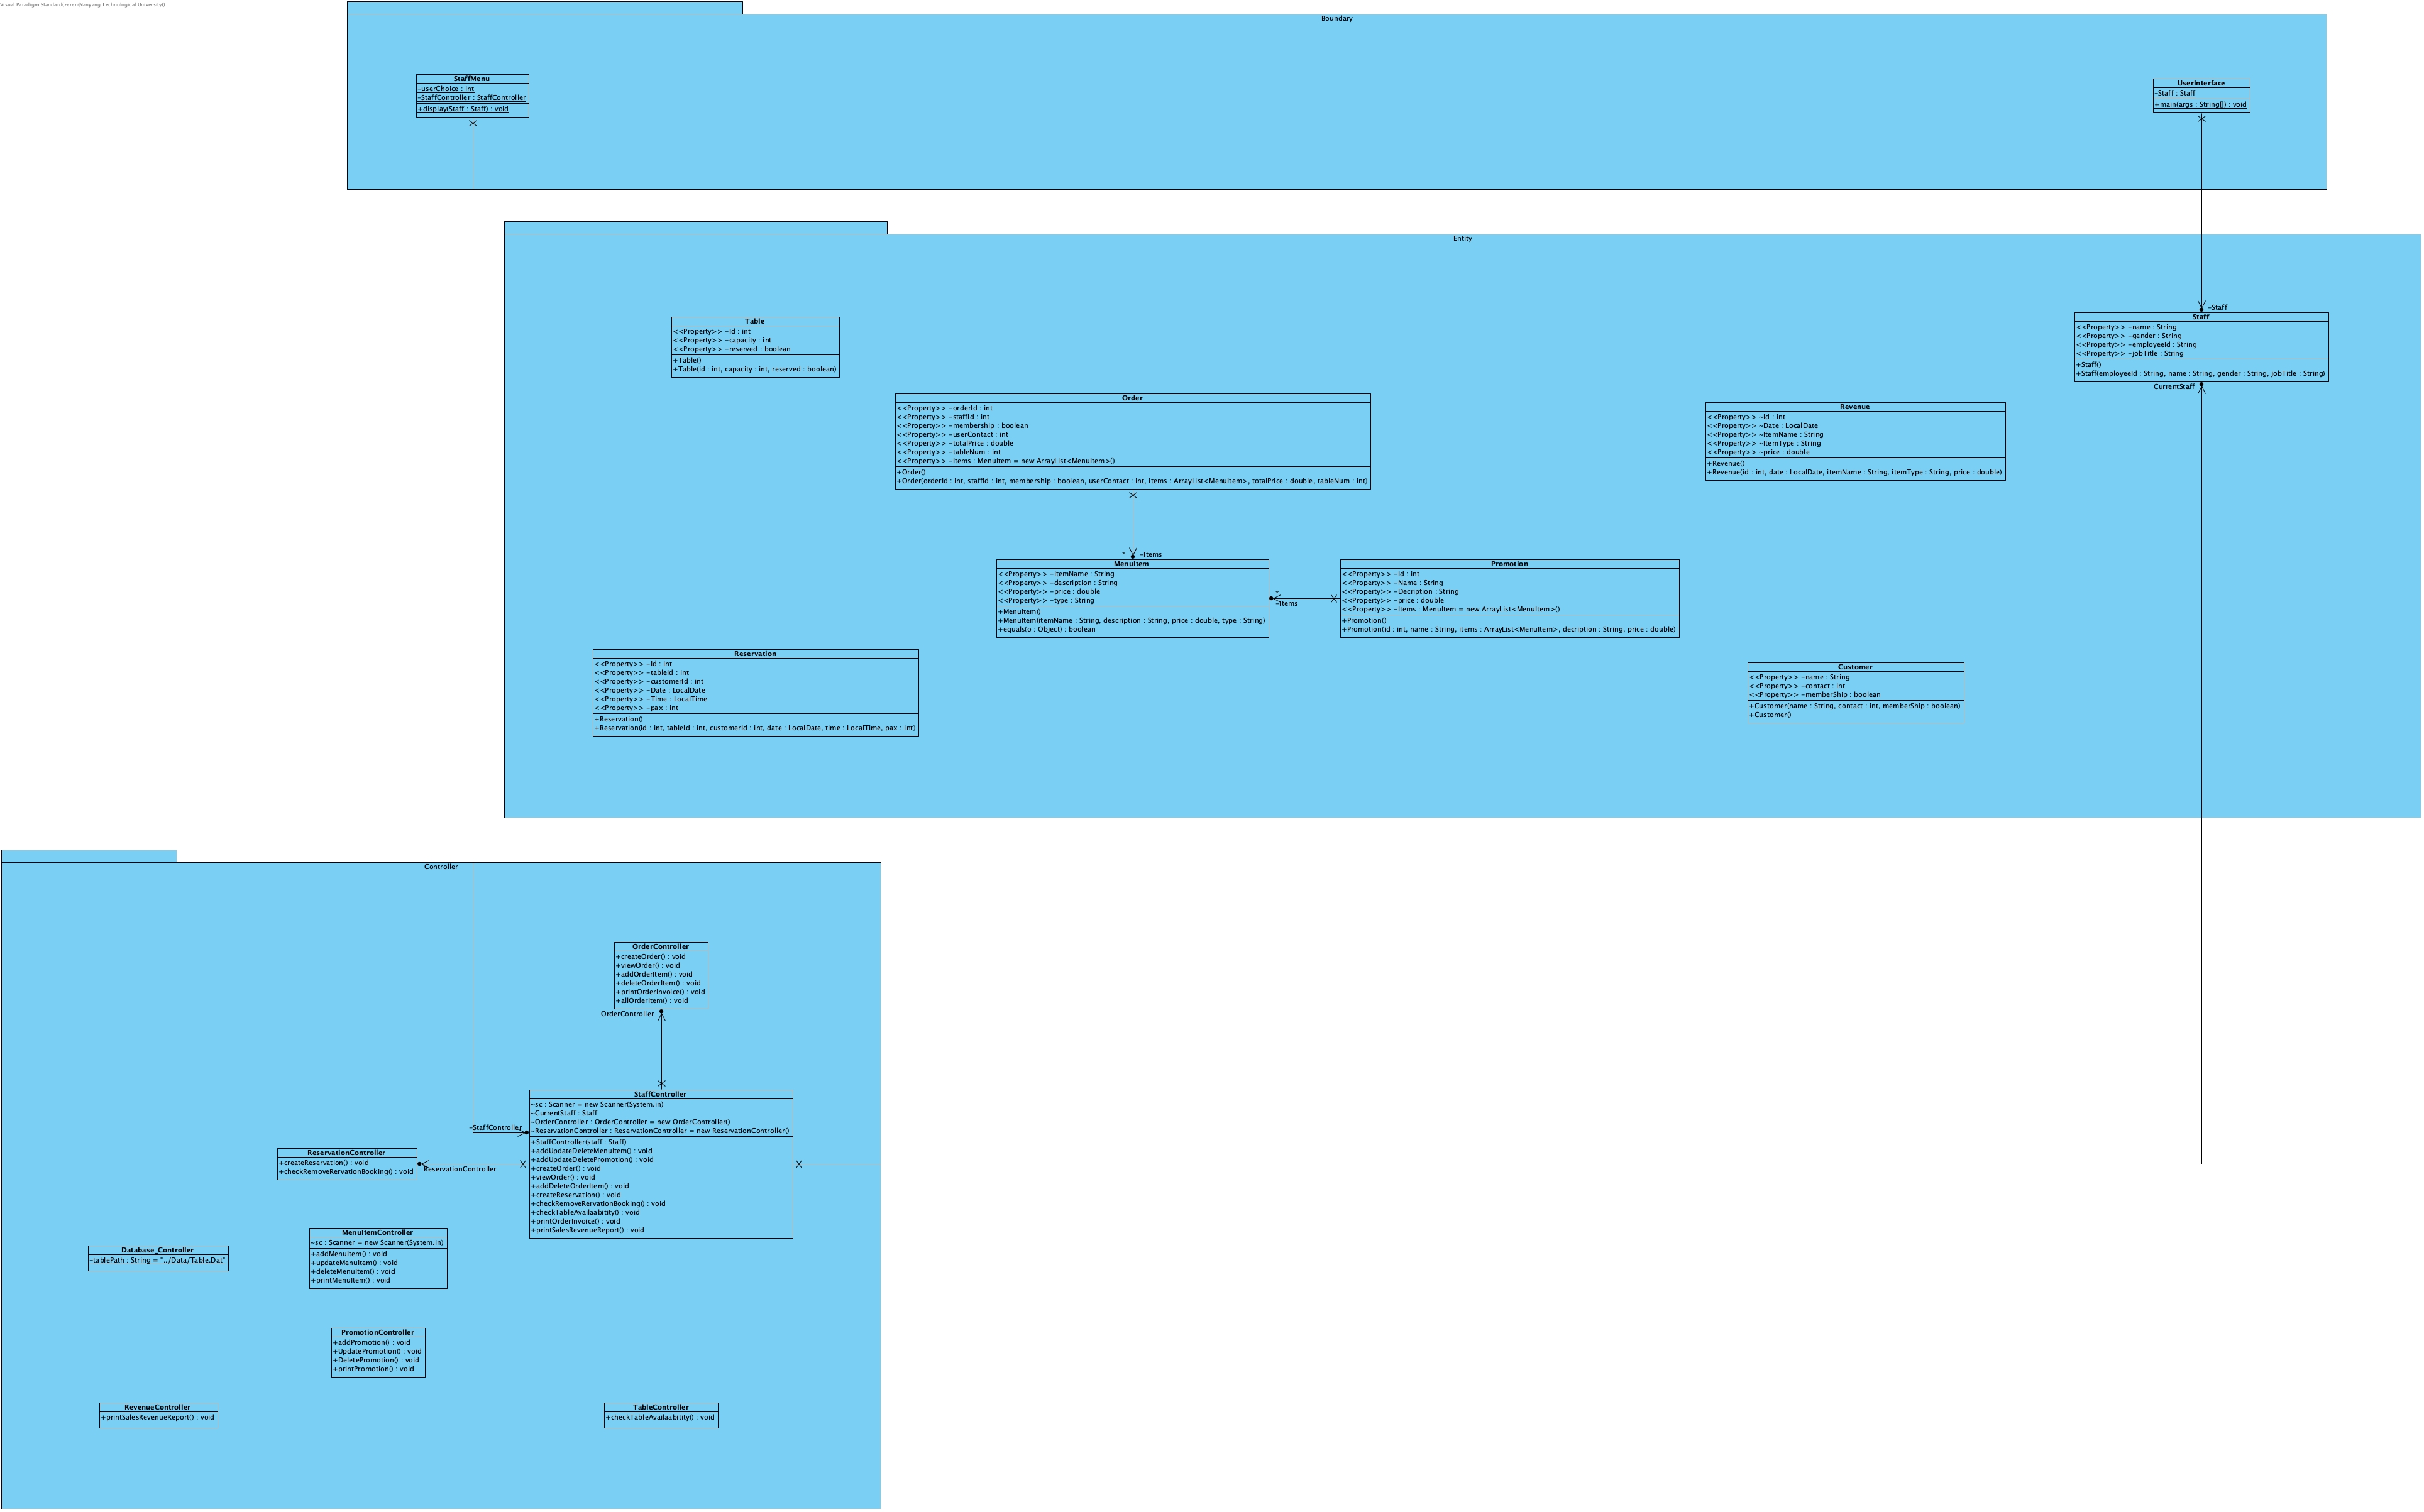 Visual Paradigm Standard(zeren(Nanyang Technological University))
Boundary
StaffMenu
-userChoice : int
-StaffController : StaffController
+display(Staff : Staff) : void
UserInterface
-Staff : Staff
+main(args : String[]) : void
Entity
-Staff
Staff
<<Property>> -name : String
<<Property>> -gender : String
<<Property>> -employeeId : String
<<Property>> -jobTitle : String
+Staff()
+Staff(employeeId : String, name : String, gender : String, jobTitle : String)
CurrentStaff
Table
<<Property>> -Id : int
<<Property>> -capacity : int
<<Property>> -reserved : boolean
+Table()
+Table(id : int, capacity : int, reserved : boolean)
Order
<<Property>> -orderId : int
<<Property>> -staffId : int
<<Property>> -membership : boolean
<<Property>> -userContact : int
<<Property>> -totalPrice : double
<<Property>> -tableNum : int
<<Property>> -Items : MenuItem = new ArrayList<MenuItem>()
+Order()
+Order(orderId : int, staffId : int, membership : boolean, userContact : int, items : ArrayList<MenuItem>, totalPrice : double, tableNum : int)
Revenue
<<Property>> ~Id : int
<<Property>> ~Date : LocalDate
<<Property>> ~ItemName : String
<<Property>> ~ItemType : String
<<Property>> ~price : double
+Revenue()
+Revenue(id : int, date : LocalDate, itemName : String, itemType : String, price : double)
* -Items
MenuItem
<<Property>> -itemName : String
<<Property>> -description : String
<<Property>> -price : double
<<Property>> -type : String
+MenuItem()
+MenuItem(itemName : String, description : String, price : double, type : String)
+equals(o : Object) : boolean
*
-Items
Promotion
<<Property>> -Id : int
<<Property>> -Name : String
<<Property>> -Decription : String
<<Property>> -price : double
<<Property>> -Items : MenuItem = new ArrayList<MenuItem>()
+Promotion()
+Promotion(id : int, name : String, items : ArrayList<MenuItem>, decription : String, price : double)
Reservation
<<Property>> -Id : int
<<Property>> -tableId : int
<<Property>> -customerId : int
<<Property>> -Date : LocalDate
<<Property>> -Time : LocalTime
<<Property>> -pax : int
+Reservation()
+Reservation(id : int, tableId : int, customerId : int, date : LocalDate, time : LocalTime, pax : int)
Customer
<<Property>> -name : String
<<Property>> -contact : int
<<Property>> -memberShip : boolean
+Customer(name : String, contact : int, memberShip : boolean)
+Customer()
Controller
OrderController
+createOrder() : void
+viewOrder() : void
+addOrderItem() : void
+deleteOrderItem() : void
+printOrderInvoice() : void
+allOrderItem() : void
OrderController
StaffController
~sc : Scanner = new Scanner(System.in)
~CurrentStaff : Staff
~OrderController : OrderController = new OrderController()
~ReservationController : ReservationController = new ReservationController()
+StaffController(staff : Staff)
+addUpdateDeleteMenuItem() : void
+addUpdateDeletePromotion() : void
+createOrder() : void
+viewOrder() : void
+addDeleteOrderItem() : void
+createReservation() : void
+checkRemoveRervationBooking() : void
+checkTableAvailaabitity() : void
+printOrderInvoice() : void
+printSalesRevenueReport() : void
-StaffController
ReservationController
+createReservation() : void
+checkRemoveRervationBooking() : void
ReservationController
MenuItemController
~sc : Scanner = new Scanner(System.in)
+addMenuItem() : void
+updateMenuItem() : void
+deleteMenuItem() : void
+printMenuItem() : void
Database_Controller
-tablePath : String = "../Data/Table.Dat"
PromotionController
+addPromotion() : void
+UpdatePromotion() : void
+DeletePromotion() : void
+printPromotion() : void
RevenueController
+printSalesRevenueReport() : void
TableController
+checkTableAvailaabitity() : void